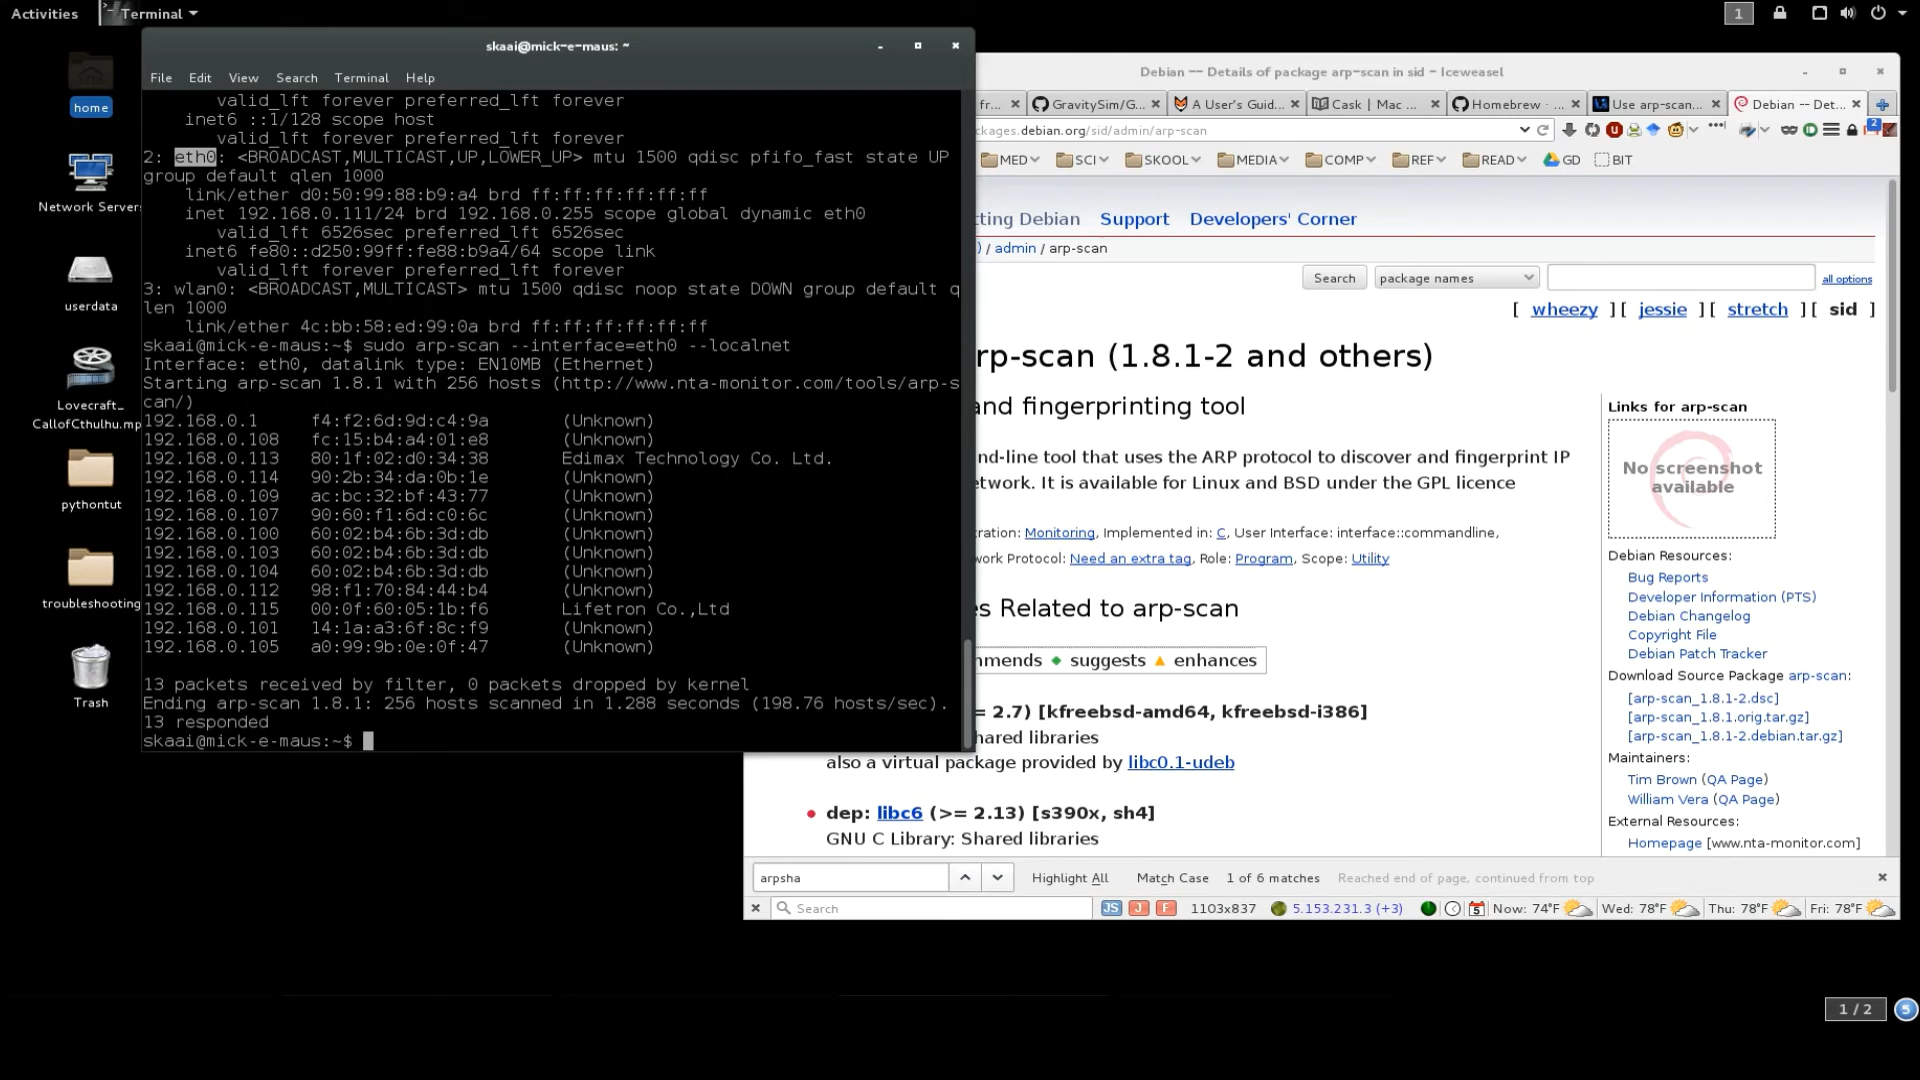 Activities
Terminal
1
home
Network Server
userdata
Lovecraft_
CallofCthulhu.mp
pythontut
troubleshooting
Trash
skaai@mick-e-maus: ~
File Edit View Search Terminal Help
valid_lft forever preferred_lft forever
inet6 ::1/128 scope host
valid_lft forever preferred_lft forever
2: eth0: <BROADCAST,MULTICAST,UP,LOWER_UP> mtu 1500 qdisc pfifo_fast state UP
group default qlen 1000
link/ether d0:50:99:88:b9:a4 brd ff:ff:ff:ff:ff:ff
inet 192.168.0.111/24 brd 192.168.0.255 scope global dynamic eth0
valid_lft 6526sec preferred_lft 6526sec
inet6 fe80::d250:99ff:fe88:b9a4/64 scope link
valid_lft forever preferred_lft forever
3: wlan0: <BROADCAST,MULTICAST> mtu 1500 qdisc noop state DOWN group default q
len 1000
link/ether 4c:bb:58:ed:99:0a brd ff:ff:ff:ff:ff:ff
skaai@mick-e-maus:~$ sudo arp-scan --interface=eth0 --localnet
Interface: eth0, datalink type: EN10MB (Ethernet)
Starting arp-scan 1.8.1 with 256 hosts (http://www.nta-monitor.com/tools/arp-s
can/)
192.168.0.1 f4:f2:6d:9d:c4:9a (Unknown)
192.168.0.108 fc:15:b4:a4:01:e8 (Unknown)
192.168.0.113 80:1f:02:d0:34:38 Edimax Technology Co. Ltd.
192.168.0.114 90:2b:34:da:0b:1e (Unknown)
192.168.0.109 ac:bc:32:bf:43:77 (Unknown)
192.168.0.107 90:60:f1:6d:c0:6c (Unknown)
192.168.0.100 60:02:b4:6b:3d:db (Unknown)
192.168.0.103 60:02:b4:6b:3d:db (Unknown)
192.168.0.104 60:02:b4:6b:3d:db (Unknown)
192.168.0.112 98:f1:70:84:44:b4 (Unknown)
192.168.0.115 00:0f:60:05:1b:f6 Lifetron Co.,Ltd
192.168.0.101 14:1a:a3:6f:8c:f9 (Unknown)
192.168.0.105 a0:99:9b:0e:0f:47 (Unknown)
13 packets received by filter, 0 packets dropped by kernel
Ending arp-scan 1.8.1: 256 hosts scanned in 1.288 seconds (198.76 hosts/sec).
13 responded
skaai@mick-e-maus:~$
Debian -- Details of package arp-scan in sid - Iceweasel
fr... GravitySim/G... A User's Guid... Cask | Mac ... Homebrew · ... Use arp-scan... Debian -- Det...
ckages.debian.org/sid/admin/arp-scan
2
MED SCI SKOOL MEDIA COMP REF READ GD BIT
tting Debian Support Developers' Corner
) / admin / arp-scan
Search package names all options
[ wheezy ][ jessie ][ stretch ][ sid ]
rp-scan (1.8.1-2 and others)
and fingerprinting tool
nd-line tool that uses the ARP protocol to discover and fingerprint IP
etwork. It is available for Linux and BSD under the GPL licence
ration: Monitoring, Implemented in: C, User Interface: interface::commandline,
work Protocol: Need an extra tag, Role: Program, Scope: Utility
es Related to arp-scan
mmends suggests enhances
= 2.7) [kfreebsd-amd64, kfreebsd-i386]
hared libraries
also a virtual package provided by libc0.1-udeb
dep: libc6 (>= 2.13) [s390x, sh4]
GNU C Library: Shared libraries
Links for arp-scan
No screenshot
available
Debian Resources:
Bug Reports
Developer Information (PTS)
Debian Changelog
Copyright File
Debian Patch Tracker
Download Source Package arp-scan:
[arp-scan_1.8.1-2.dsc]
[arp-scan_1.8.1.orig.tar.gz]
[arp-scan_1.8.1-2.debian.tar.gz]
Maintainers:
Tim Brown (QA Page)
William Vera (QA Page)
External Resources:
Homepage [www.nta-monitor.com]
arpsha Highlight All Match Case 1 of 6 matches Reached end of page, continued from top
Search JS J F 1103x837 5.153.231.3 (+3) 5 Now: 74°F Wed: 78°F Thu: 78°F Fri: 78°F
1 / 2 5